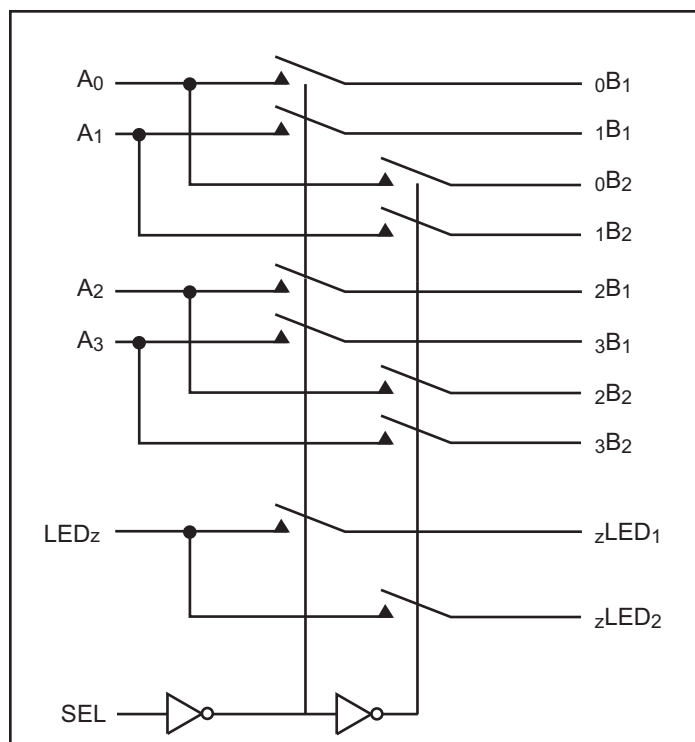 A0 0B1
A1 1B1
0B2
1B2
A2 2B1
A3 3B1
2B2
3B2
LEDz zLED1
zLED2
SEL